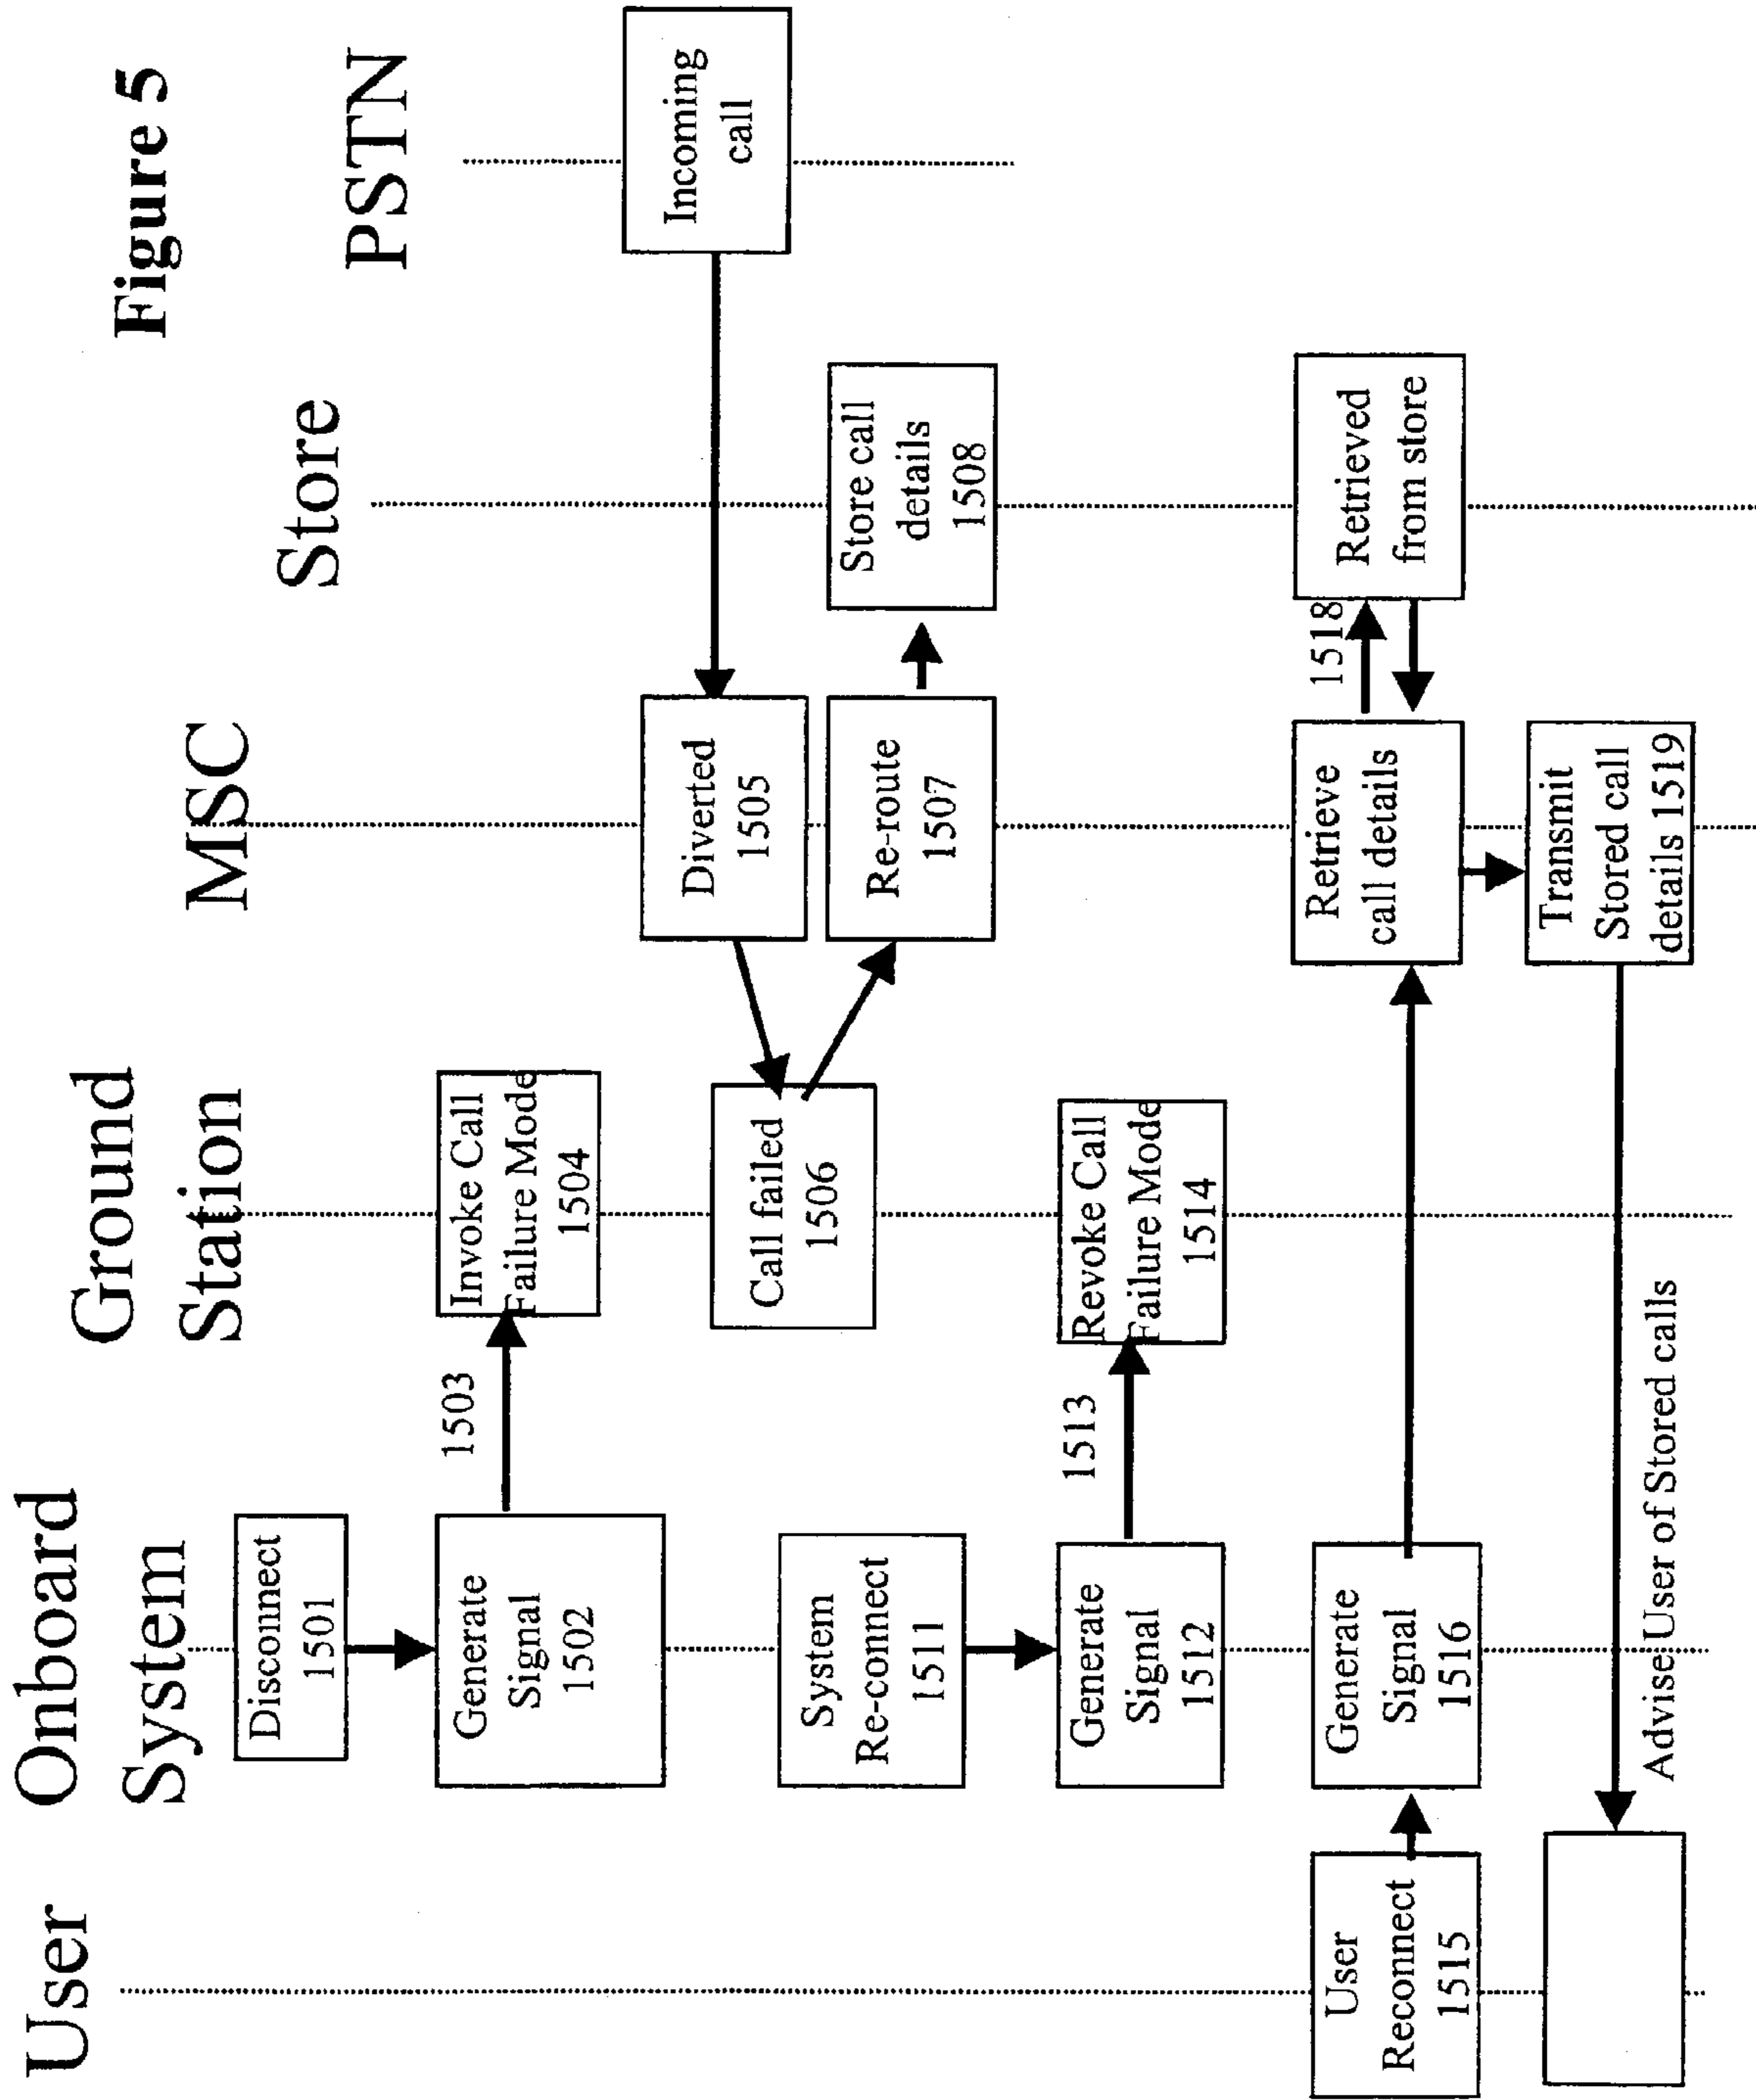 Figure 5
User
Onboard
System
Ground
Station
MSC
Store
PSTN
Disconnect
1501
Generate
Signal
1502
1503
Invoke Call
Failure Mode
1504
Incoming
call
Diverted
1505
Call failed
1506
Re-route
1507
Store call
details
1508
System
Re-connect
1511
Generate
Signal
1512
1513
Revoke Call
Failure Mode
1514
User
Reconnect
1515
Generate
Signal
1516
Retrieve
call details
1518
Retrieved
from store
Transmit
Stored call
details 1519
Advise User of Stored calls